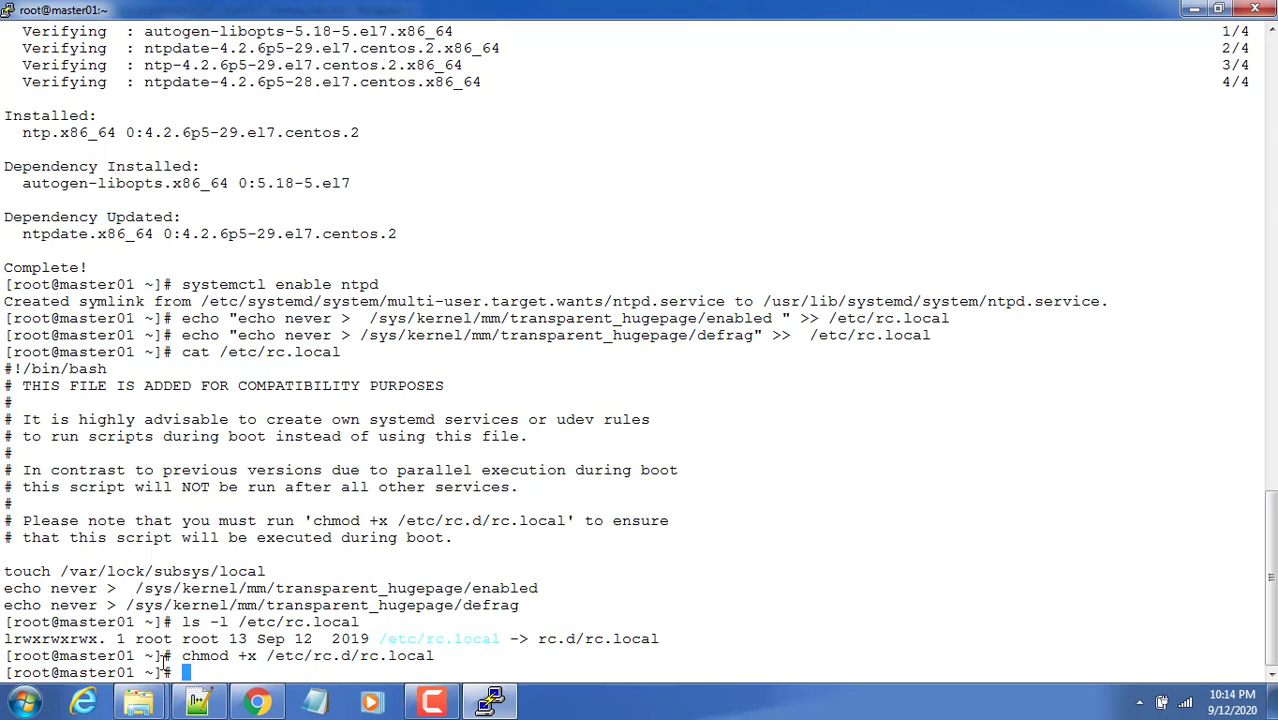 root@master01:~
  Verifying  : autogen-libopts-5.18-5.el7.x86_64 1/4
  Verifying  : ntpdate-4.2.6p5-29.el7.centos.2.x86_64 2/4
  Verifying  : ntp-4.2.6p5-29.el7.centos.2.x86_64 3/4
  Verifying  : ntpdate-4.2.6p5-28.el7.centos.x86_64 4/4
Installed:
  ntp.x86_64 0:4.2.6p5-29.el7.centos.2
Dependency Installed:
  autogen-libopts.x86_64 0:5.18-5.el7
Dependency Updated:
  ntpdate.x86_64 0:4.2.6p5-29.el7.centos.2
Complete!
[root@master01 ~]# systemctl enable ntpd
Created symlink from /etc/systemd/system/multi-user.target.wants/ntpd.service to /usr/lib/systemd/system/ntpd.service.
[root@master01 ~]# echo "echo never >  /sys/kernel/mm/transparent_hugepage/enabled " >> /etc/rc.local
[root@master01 ~]# echo "echo never > /sys/kernel/mm/transparent_hugepage/defrag" >>  /etc/rc.local
[root@master01 ~]# cat /etc/rc.local
#!/bin/bash
# THIS FILE IS ADDED FOR COMPATIBILITY PURPOSES
#
# It is highly advisable to create own systemd services or udev rules
# to run scripts during boot instead of using this file.
#
# In contrast to previous versions due to parallel execution during boot
# this script will NOT be run after all other services.
#
# Please note that you must run 'chmod +x /etc/rc.d/rc.local' to ensure
# that this script will be executed during boot.
touch /var/lock/subsys/local
echo never >  /sys/kernel/mm/transparent_hugepage/enabled
echo never > /sys/kernel/mm/transparent_hugepage/defrag
[root@master01 ~]# ls -l /etc/rc.local
lrwxrwxrwx. 1 root root 13 Sep 12  2019 /etc/rc.local -> rc.d/rc.local
[root@master01 ~]# chmod +x /etc/rc.d/rc.local
[root@master01 ~]#
10:14 PM
9/12/2020